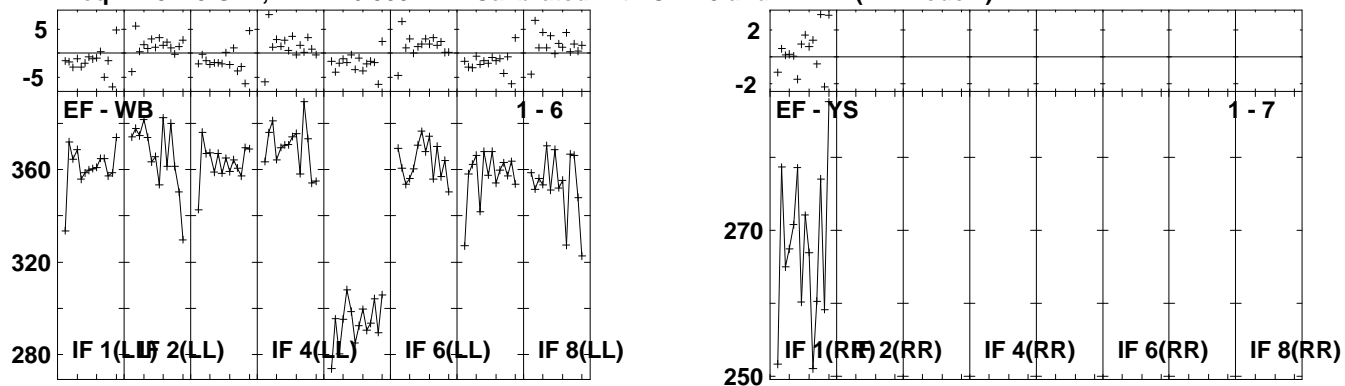 5
-5
EF - WB
1 - 6
360
320
280
IF 1(LL)
IF 2(LL)
IF 4(LL)
IF 6(LL)
IF 8(LL)
2
-2
EF - YS
1 - 7
270
250
IF 1(RR)
IF 2(RR)
IF 4(RR)
IF 6(RR)
IF 8(RR)